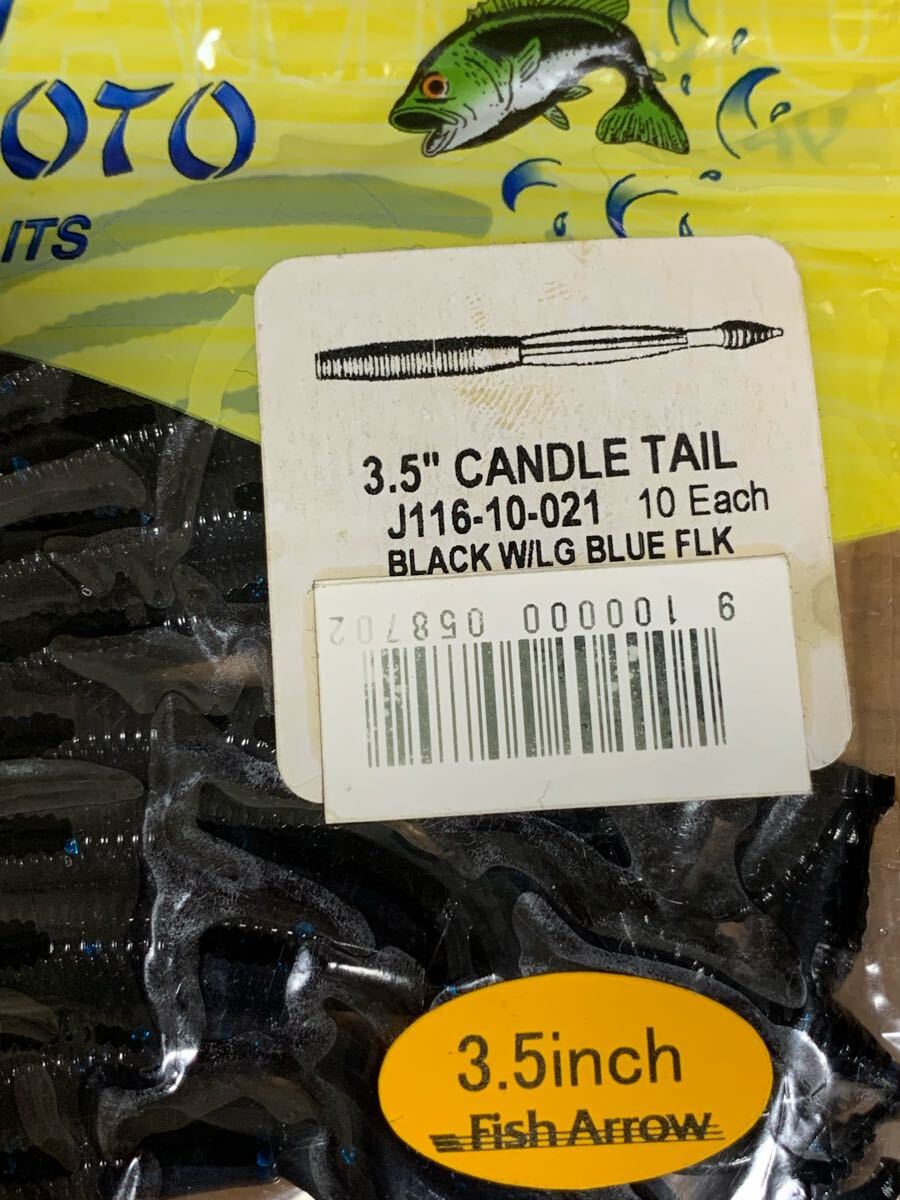 OTO
ITS
3.5" CANDLE TAIL
J116-10-021 10 Each
BLACK W/LG BLUE FLK
9 100000 058702
3.5inch
Fish Arrow